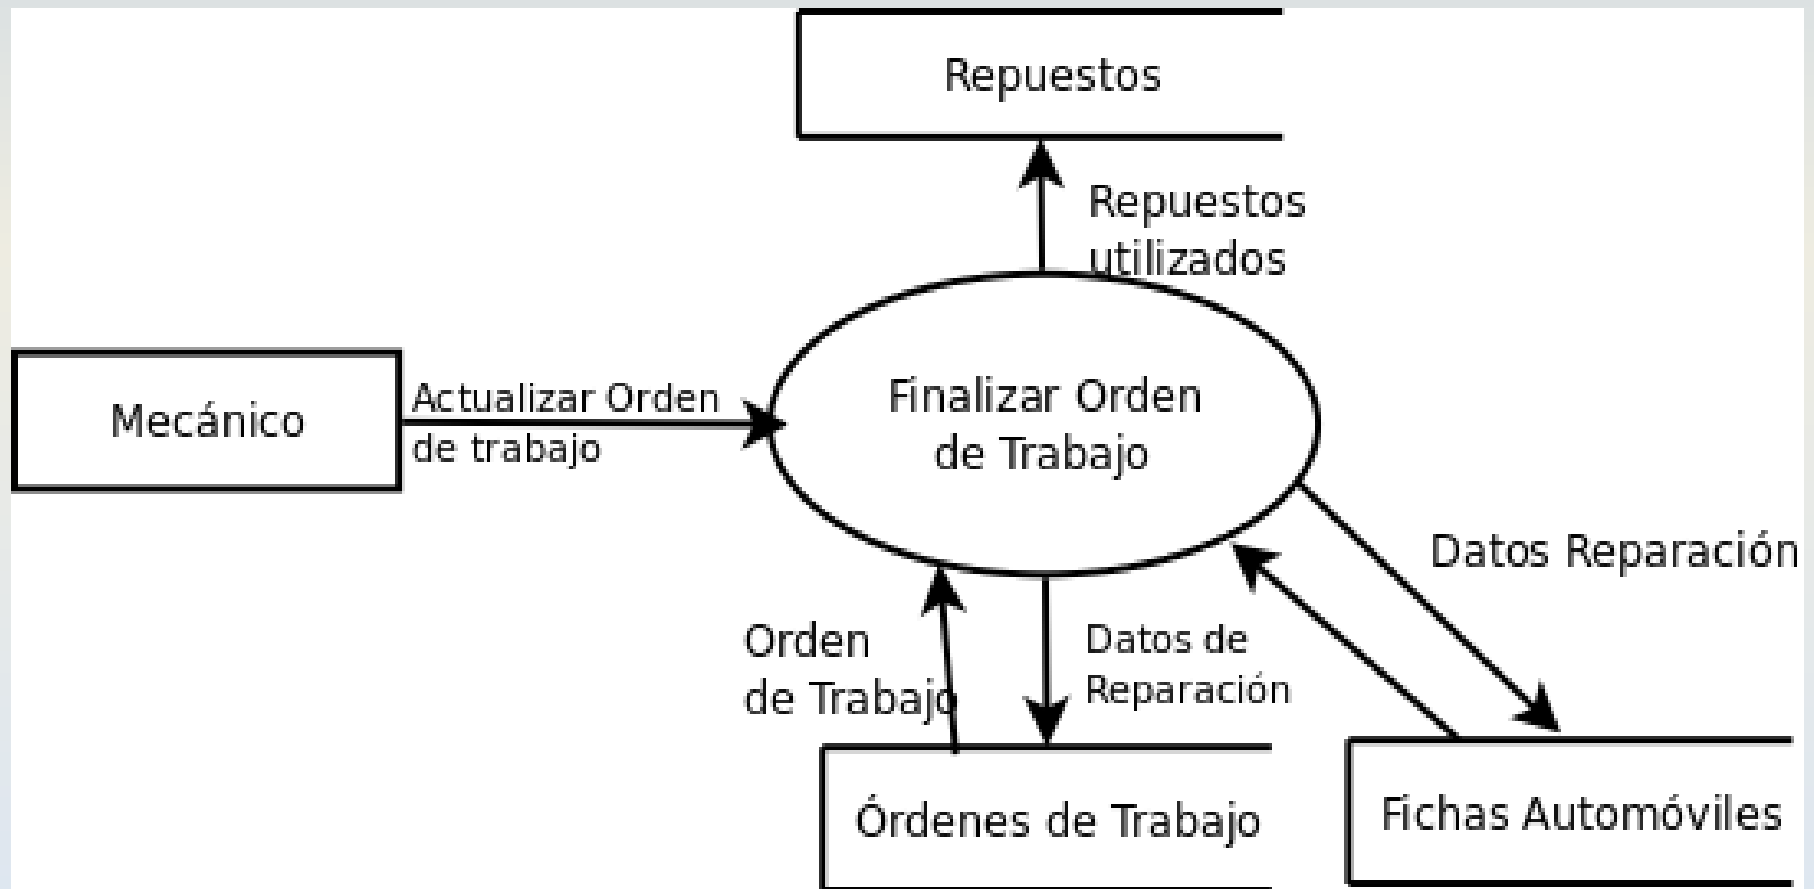 Repuestos
Repuestos
utilizados
Mecánico
Actualizar Orden
de trabajo
Finalizar Orden
de Trabajo
Datos Reparación
Orden
de Trabajo
Datos de
Reparación
Órdenes de Trabajo
Fichas Automóviles